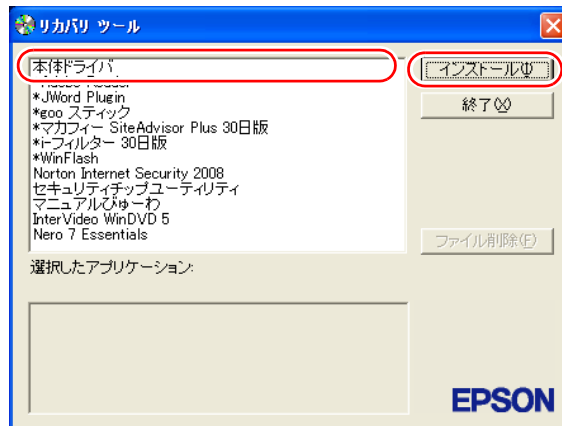 リカバリ ツール
本体ドライバ
インストール(I)
*JWord Plugin
終了(X)
*goo スティック
*マカフィー SiteAdvisor Plus 30日版
*i-フィルター 30日版
*WinFlash
Norton Internet Security 2008
セキュリティチップユーティリティ
マニュアルびゅーわ
InterVideo WinDVD 5
Nero 7 Essentials
ファイル削除(F)
選択したアプリケーション:
EPSON